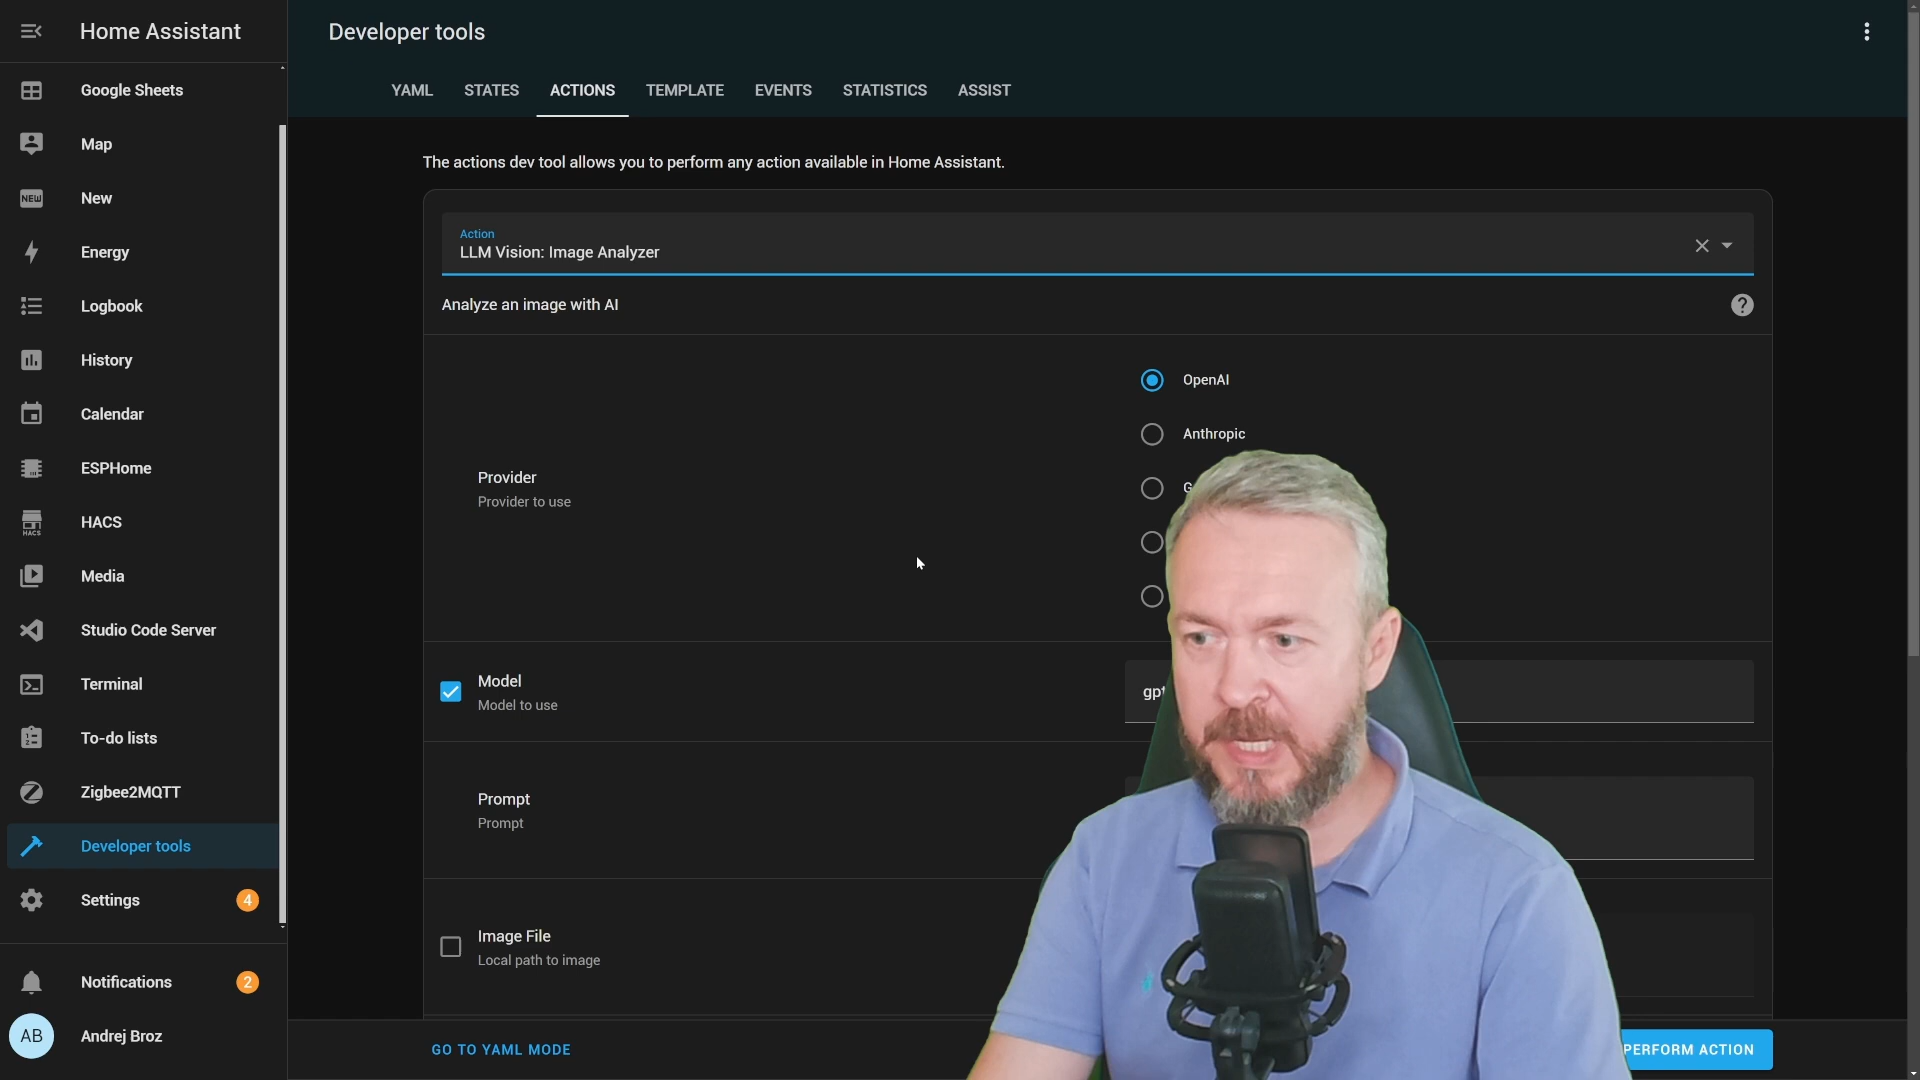 Home Assistant
Google Sheets
Map
NEW
New
Energy
Logbook
History
Calendar
ESPHome
HACS
HACS
Media
Studio Code Server
Terminal
To-do lists
Zigbee2MQTT
Developer tools
Settings
4
Notifications
2
AB
Andrej Broz
Developer tools
YAML STATES ACTIONS TEMPLATE EVENTS STATISTICS ASSIST
The actions dev tool allows you to perform any action available in Home Assistant.
Action
LLM Vision: Image Analyzer
Analyze an image with AI
Provider
Provider to use
OpenAI
Anthropic
Model
Model to use
Prompt
Prompt
Image File
Local path to image
GO TO YAML MODE
PERFORM ACTION